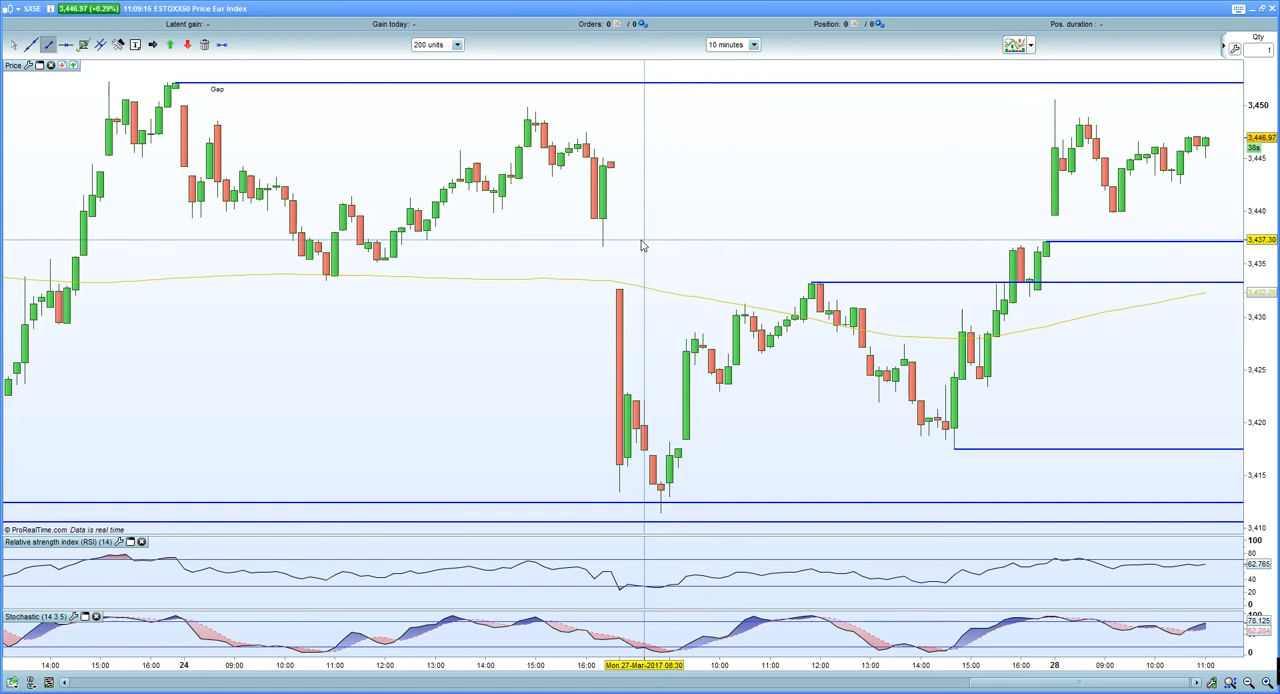 SX5E 3,446.97 (+0.29%) 11:09:15 ESTOXX50 Price Eur Index
Latent gain: - Gain today: - Orders: 0 / 0 Position: 0 / 0 Pos. duration : -
200 units 10 minutes Qty
1
Price
Gap
3,450
3,446.97
38s
3,445
3,440
3,437.30
3,435
3,430
3,425
3,420
3,415
3,410
© ProRealTime.com Data is real time
Relative strength index (RSI) (14)
100
80
62.765
40
20
0
Stochastic (14 3 5)
78.125
62.284
0
14:00 15:00 16:00 24 09:00 10:00 11:00 12:00 13:00 14:00 15:00 16:00 Mon 27-Mar-2017 08:30 10:00 11:00 12:00 13:00 14:00 15:00 16:00 28 09:00 10:00 11:00